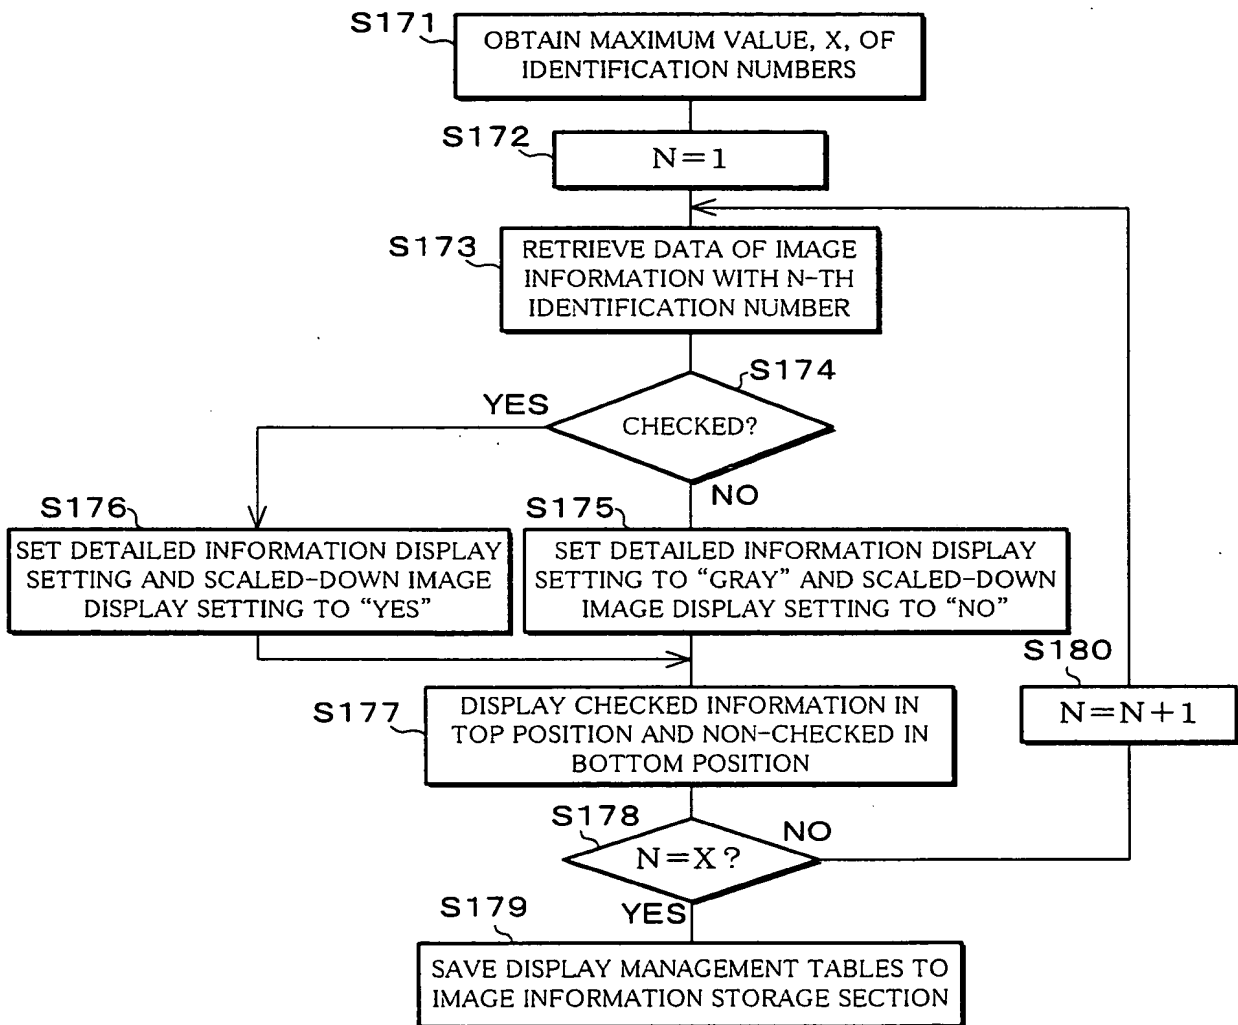 S171
OBTAIN MAXIMUM VALUE, X, OF
IDENTIFICATION NUMBERS
S172
N=1
S173
RETRIEVE DATA OF IMAGE
INFORMATION WITH N-TH
IDENTIFICATION NUMBER
S174
YES
CHECKED?
NO
S176
SET DETAILED INFORMATION DISPLAY
SETTING AND SCALED-DOWN IMAGE
DISPLAY SETTING TO “YES”
S175
SET DETAILED INFORMATION DISPLAY
SETTING TO “GRAY” AND SCALED-DOWN
IMAGE DISPLAY SETTING TO “NO”
S180
N=N+1
S177
DISPLAY CHECKED INFORMATION IN
TOP POSITION AND NON-CHECKED IN
BOTTOM POSITION
S178
N=X?
NO
YES
S179
SAVE DISPLAY MANAGEMENT TABLES TO
IMAGE INFORMATION STORAGE SECTION